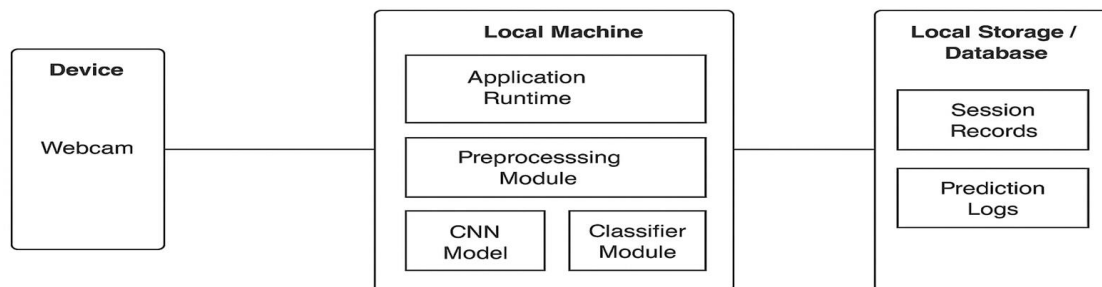 Device
Webcam
Local Machine
Application
Runtime
Preprocesssing
Module
CNN
Model
Classifier
Module
Local Storage /
Database
Session
Records
Prediction
Logs